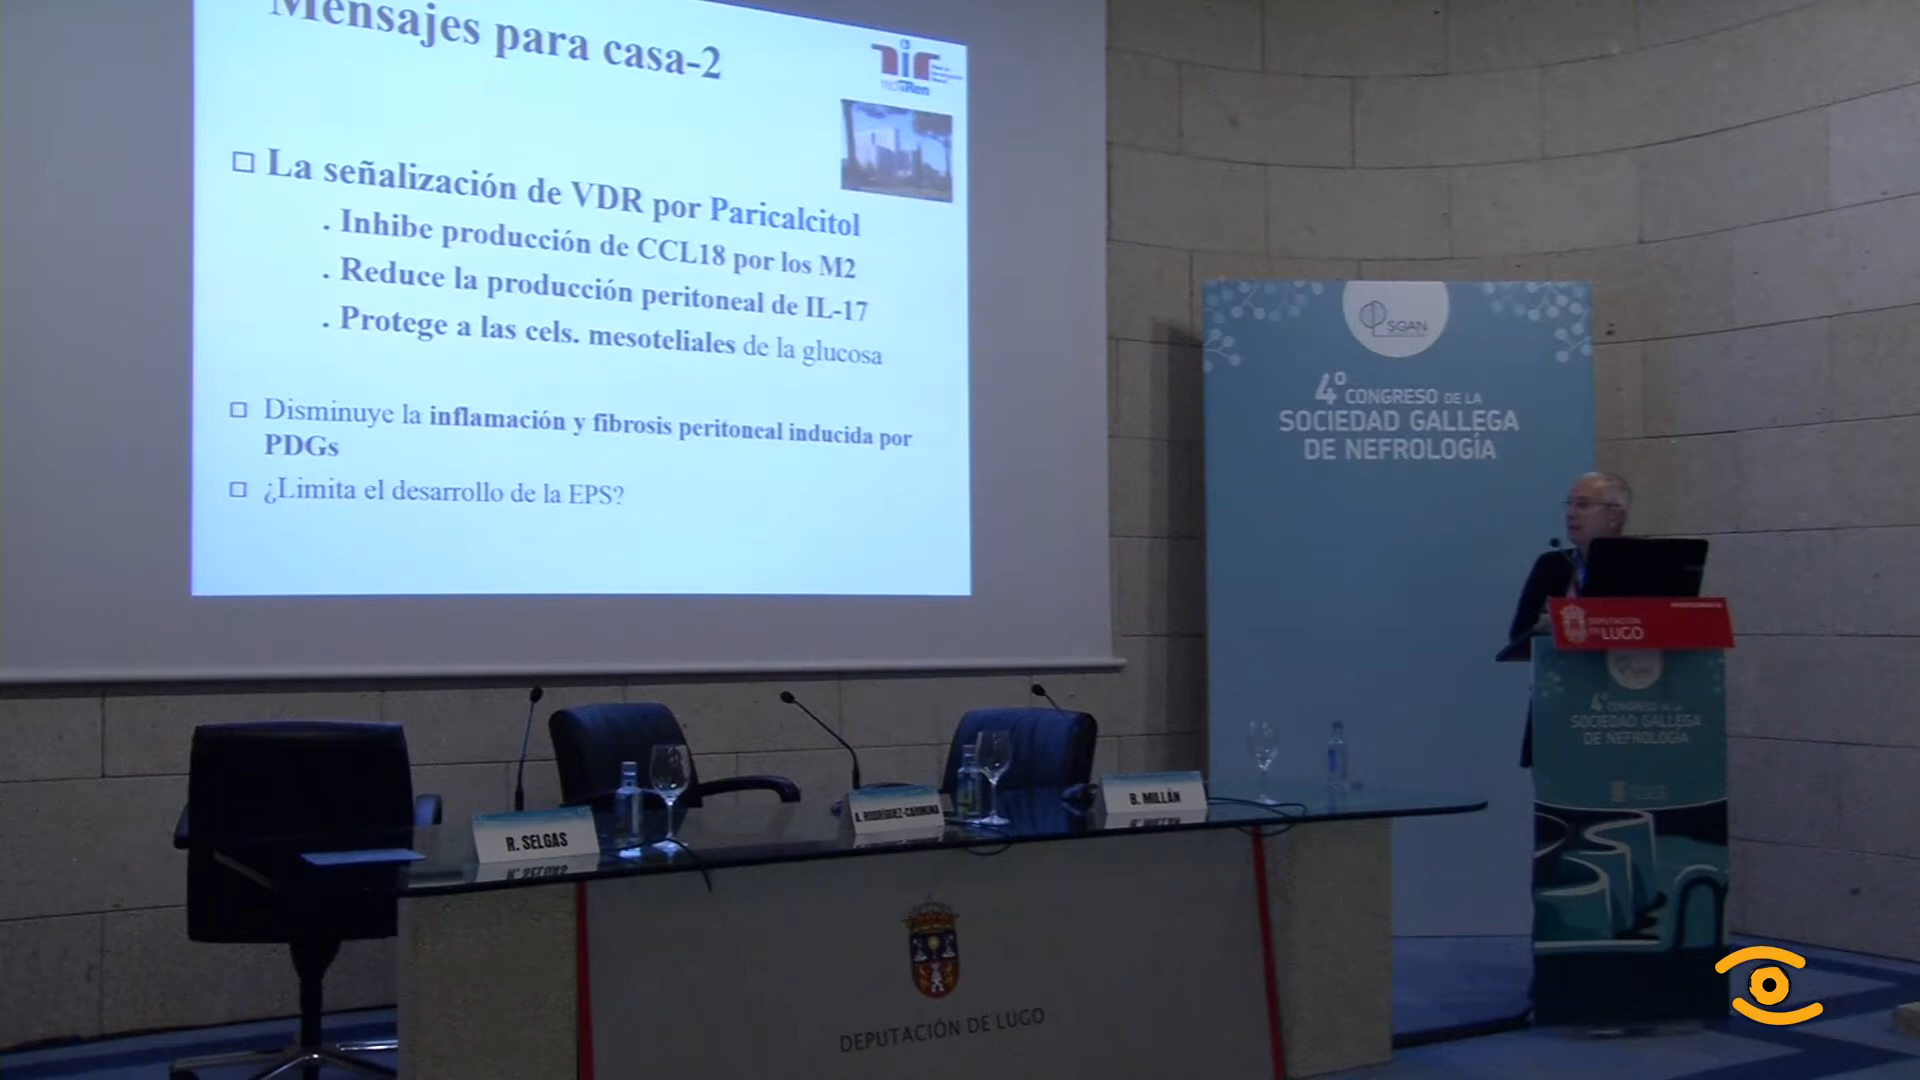 Mensajes para casa-2
La señalización de VDR por Paricalcitol
. Inhibe producción de CCL18 por los M2
. Reduce la producción peritoneal de IL-17
. Protege a las cels. mesoteliales de la glucosa
Disminuye la inflamación y fibrosis peritoneal inducida por
PDGs
¿Limita el desarrollo de la EPS?
SGAN
4º CONGRESO DE LA
SOCIEDAD GALLEGA
DE NEFROLOGÍA
DEPUTACIÓN
DE LUGO
4º CONGRESO DE LA
SOCIEDAD GALLEGA
DE NEFROLOGÍA
R. SELGAS
A. RODRÍGUEZ-CARMONA
B. MILLÁN
DEPUTACIÓN DE LUGO